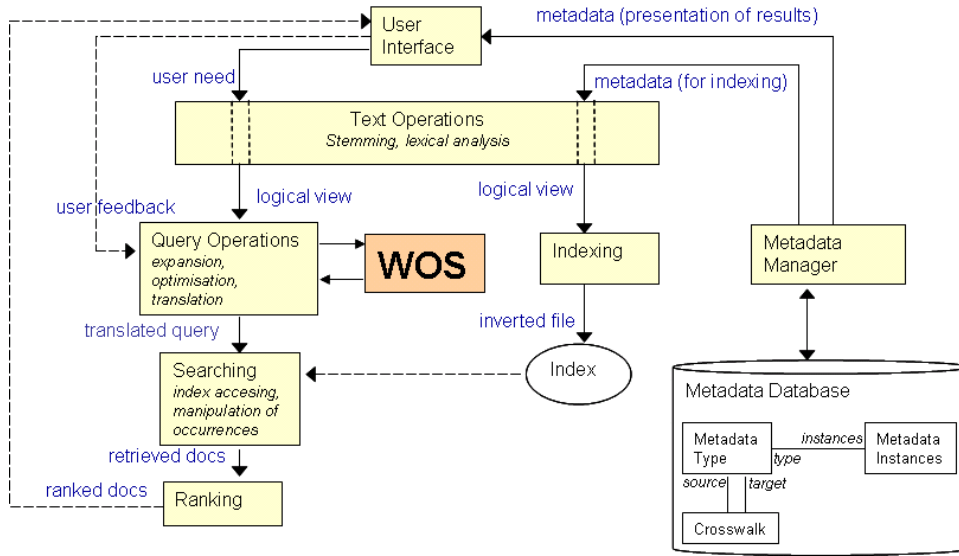 metadata (presentation of results)
User
Interface
user need
metadata (for indexing)
Text Operations
Stemming, lexical analysis
logical view
logical view
user feedback
Query Operations
expansion,
optimisation,
translation
WOS
Indexing
Metadata
Manager
translated query
inverted file
Searching
index accesing,
manipulation of
occurrences
Index
Metadata Database
Metadata
Type
instances
type
Metadata
Instances
source
target
Crosswalk
retrieved docs
ranked docs
Ranking